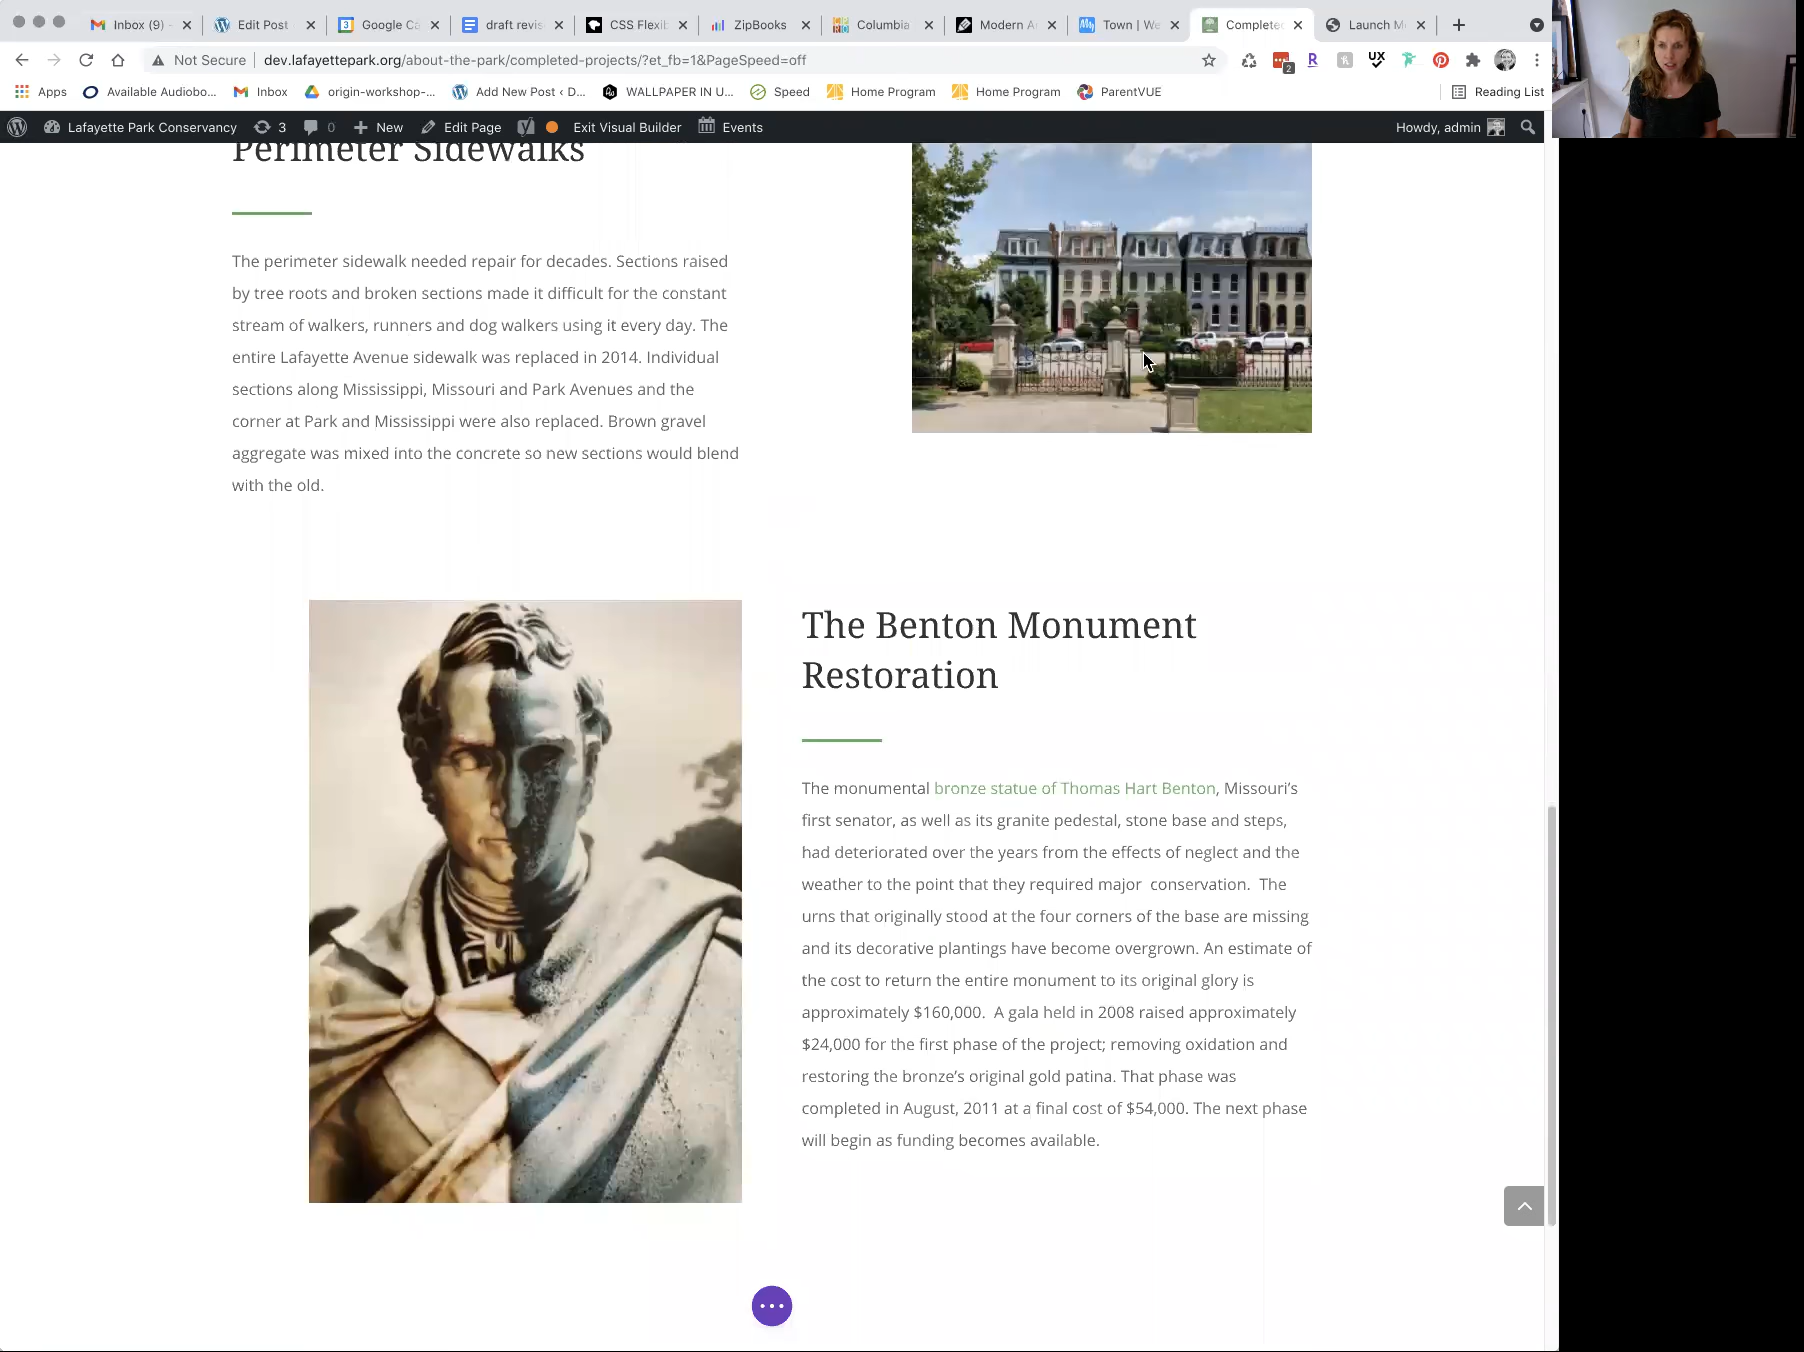 Inbox (9) -
Edit Post
Google Ca
draft revis
CSS Flexib
ZipBooks
Columbia
Modern A
Town | We
Completed
Launch M
Not Secure
dev.lafayettepark.org/about-the-park/completed-projects/?et_fb=1&PageSpeed=off
2
R
UX
Apps
Available Audiobo...
Inbox
origin-workshop-...
Add New Post ‹ D...
WALLPAPER IN U...
Speed
Home Program
Home Program
ParentVUE
Reading List
Lafayette Park Conservancy
3
0
New
Edit Page
Exit Visual Builder
Events
Howdy, admin
Perimeter Sidewalks
The perimeter sidewalk needed repair for decades. Sections raised
by tree roots and broken sections made it difficult for the constant
stream of walkers, runners and dog walkers using it every day. The
entire Lafayette Avenue sidewalk was replaced in 2014. Individual
sections along Mississippi, Missouri and Park Avenues and the
corner at Park and Mississippi were also replaced. Brown gravel
aggregate was mixed into the concrete so new sections would blend
with the old.
The Benton Monument
Restoration
The monumental bronze statue of Thomas Hart Benton, Missouri's
first senator, as well as its granite pedestal, stone base and steps,
had deteriorated over the years from the effects of neglect and the
weather to the point that they required major  conservation.  The
urns that originally stood at the four corners of the base are missing
and its decorative plantings have become overgrown. An estimate of
the cost to return the entire monument to its original glory is
approximately $160,000.  A gala held in 2008 raised approximately
$24,000 for the first phase of the project; removing oxidation and
restoring the bronze's original gold patina. That phase was
completed in August, 2011 at a final cost of $54,000. The next phase
will begin as funding becomes available.